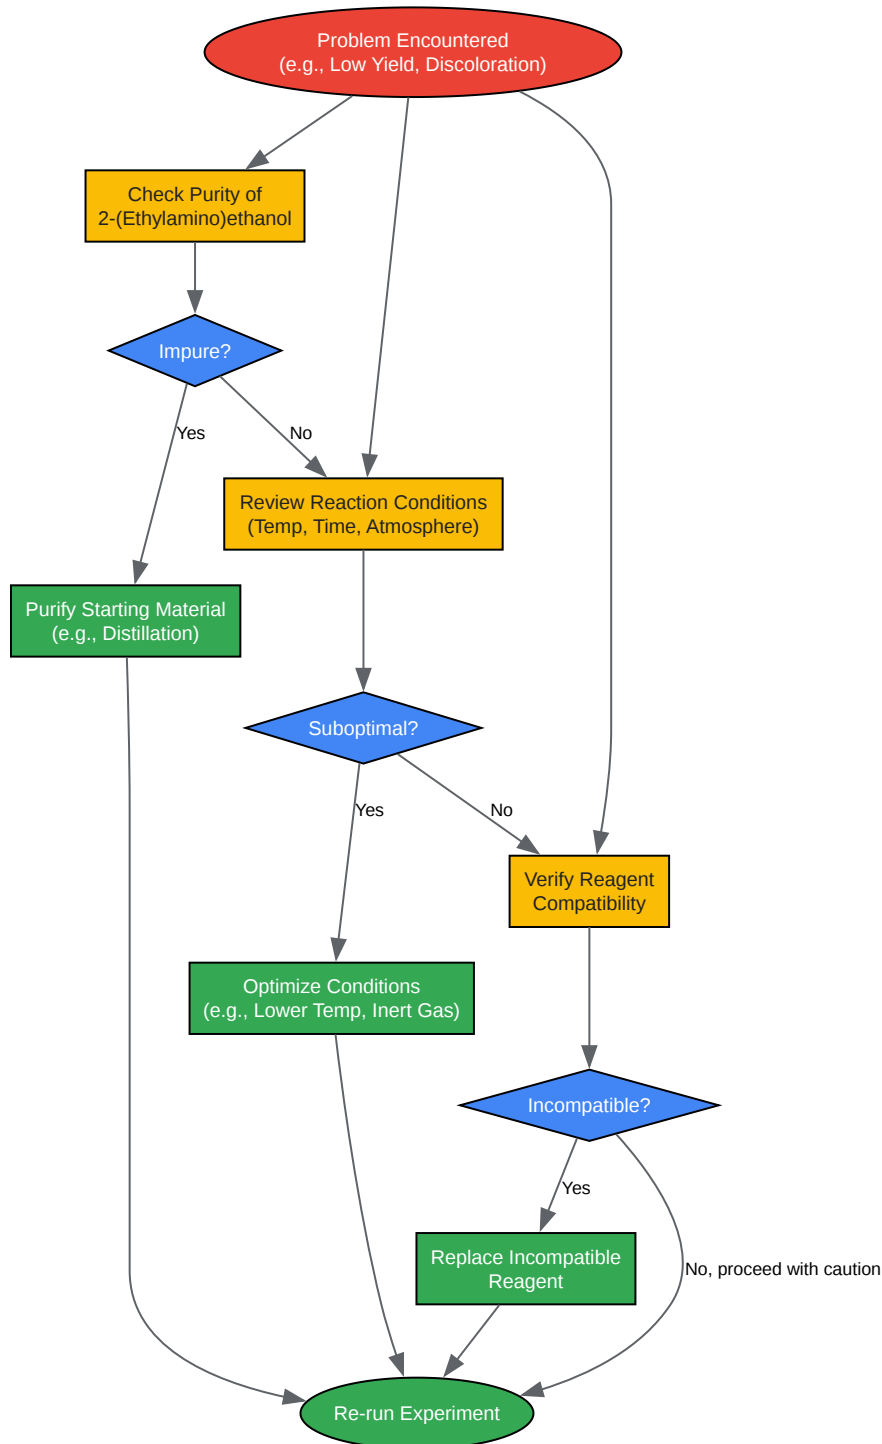 Problem Encountered
(e.g., Low Yield, Discoloration)
Check Purity of
2-(Ethylamino)ethanol
Impure?
Yes
No
Review Reaction Conditions
(Temp, Time, Atmosphere)
Purify Starting Material
(e.g., Distillation)
Suboptimal?
Yes
No
Verify Reagent
Compatibility
Optimize Conditions
(e.g., Lower Temp, Inert Gas)
Incompatible?
Yes
Replace Incompatible
Reagent
No, proceed with caution
Re-run Experiment